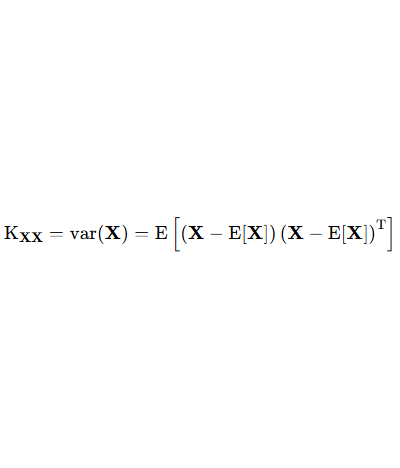 K_𝐗𝐗 = var(𝐗) = E[(𝐗 − E[𝐗])(𝐗 − E[𝐗])^T]